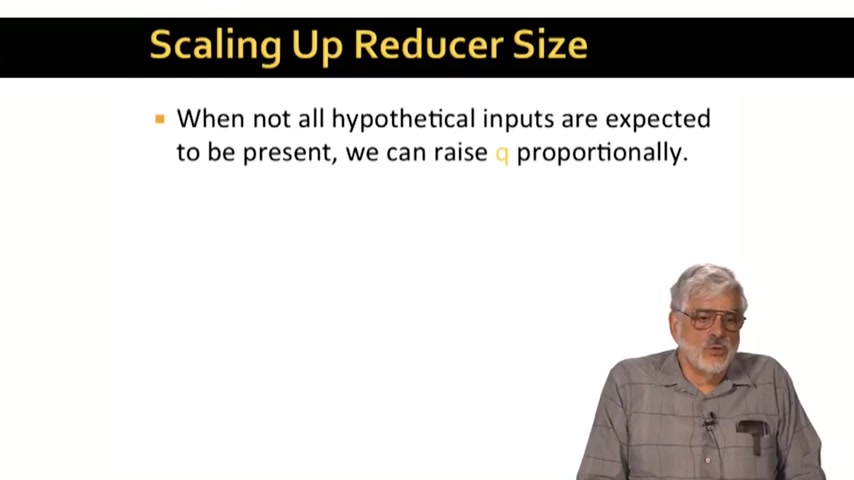 Scaling Up Reducer Size
When not all hypothetical inputs are expected
to be present, we can raise q proportionally.